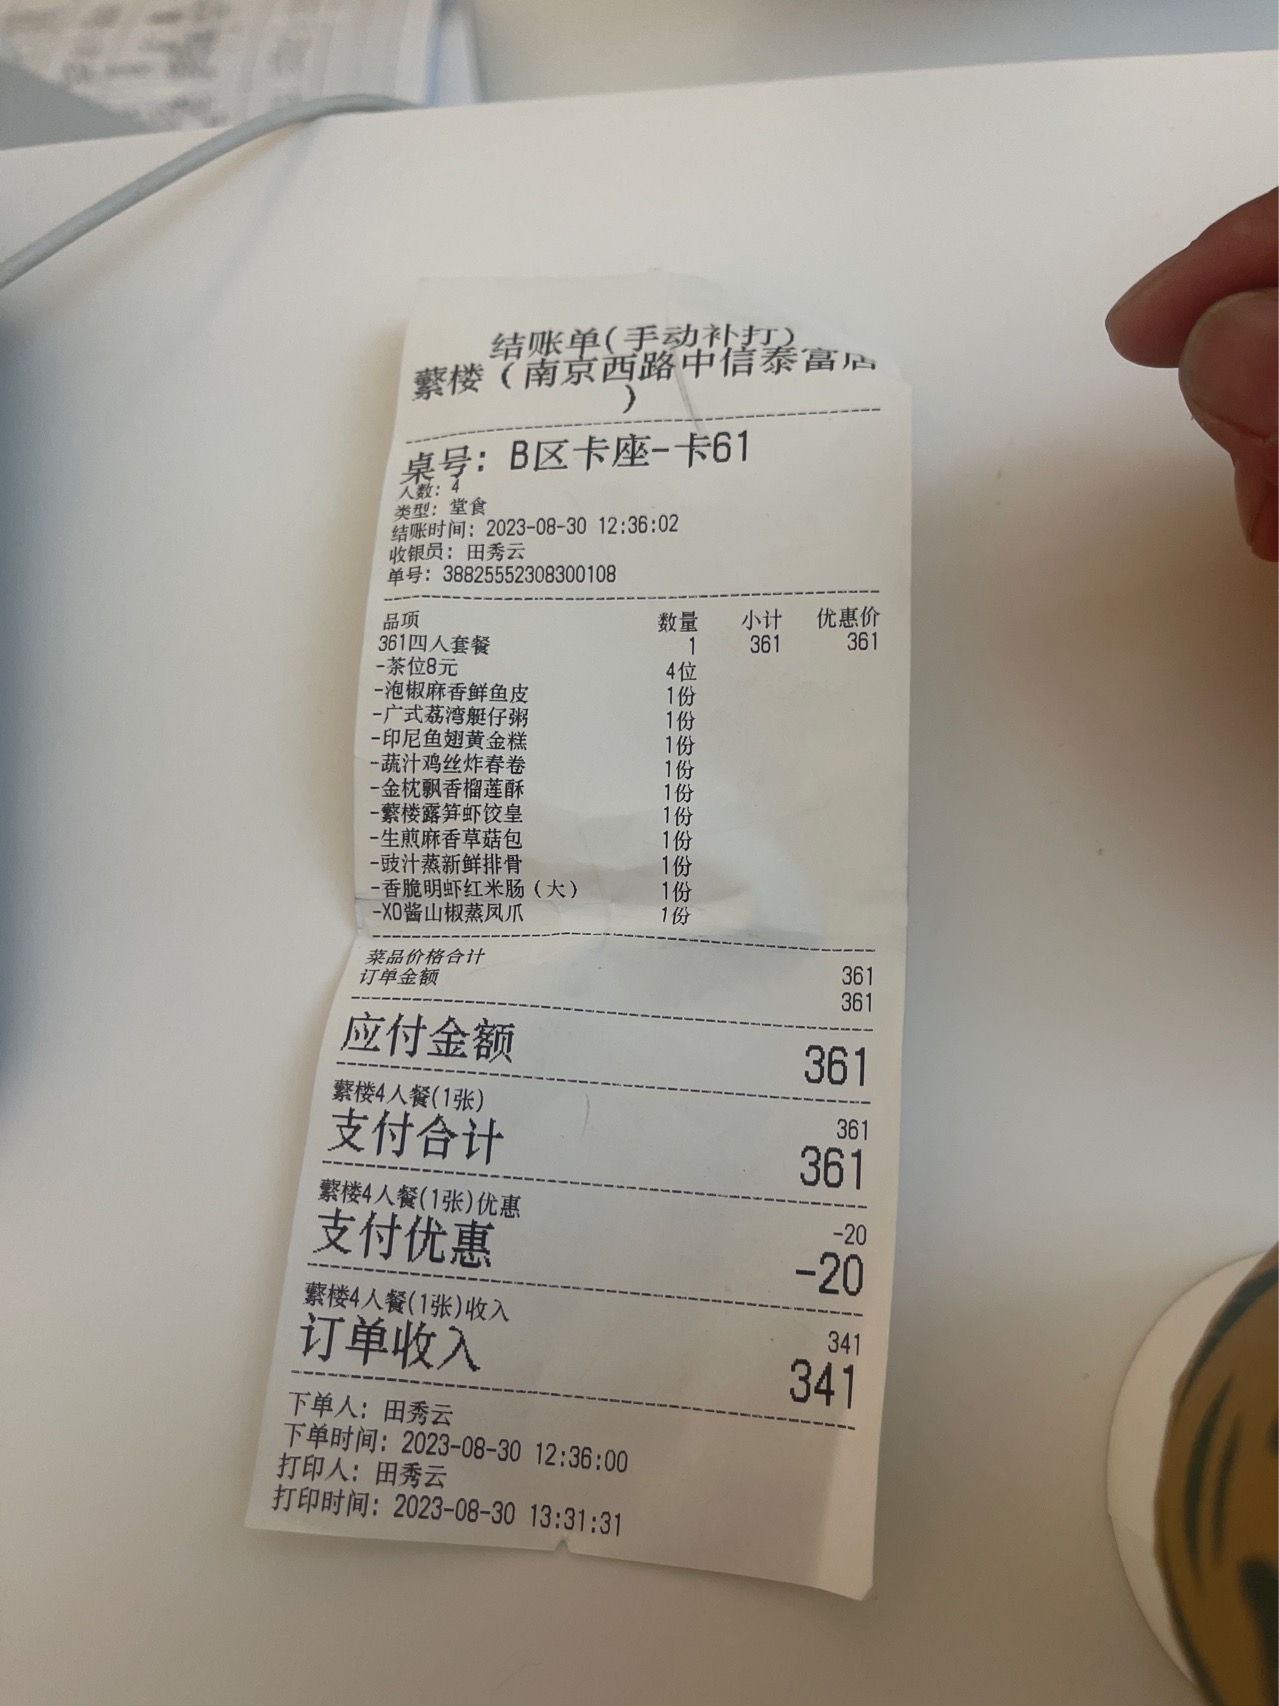 结账单(手动补打)
蘩楼（南京西路中信泰富店
）
桌号: B区卡座-卡61
人数: 4
类型: 堂食
结账时间: 2023-08-30 12:36:02
收银员: 田秀云
单号: 38825552308300108
品项 数量 小计 优惠价
361四人套餐 1 361 361
-茶位8元 4位
-泡椒麻香鲜鱼皮 1份
-广式荔湾艇仔粥 1份
-印尼鱼翅黄金糕 1份
-蔬汁鸡丝炸春卷 1份
-金枕飘香榴莲酥 1份
-蘩楼露笋虾饺皇 1份
-生煎麻香草菇包 1份
-豉汁蒸新鲜排骨 1份
-香脆明虾红米肠（大） 1份
-XO酱山椒蒸凤爪 1份
菜品价格合计 361
订单金额 361
应付金额 361
蘩楼4人餐(1张) 361
支付合计 361
蘩楼4人餐(1张)优惠 -20
支付优惠 -20
蘩楼4人餐(1张)收入 341
订单收入 341
下单人: 田秀云
下单时间: 2023-08-30 12:36:00
打印人: 田秀云
打印时间: 2023-08-30 13:31:31